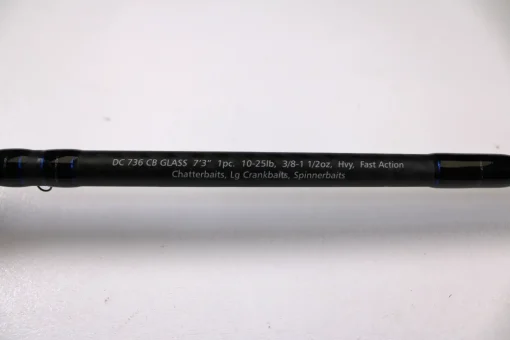 DC 736 CB GLASS 7'3" 1pc. 10-25lb, 3/8-1 1/2oz, Hvy, Fast Action
Chatterbaits, Lg Crankbaits, Spinnerbaits